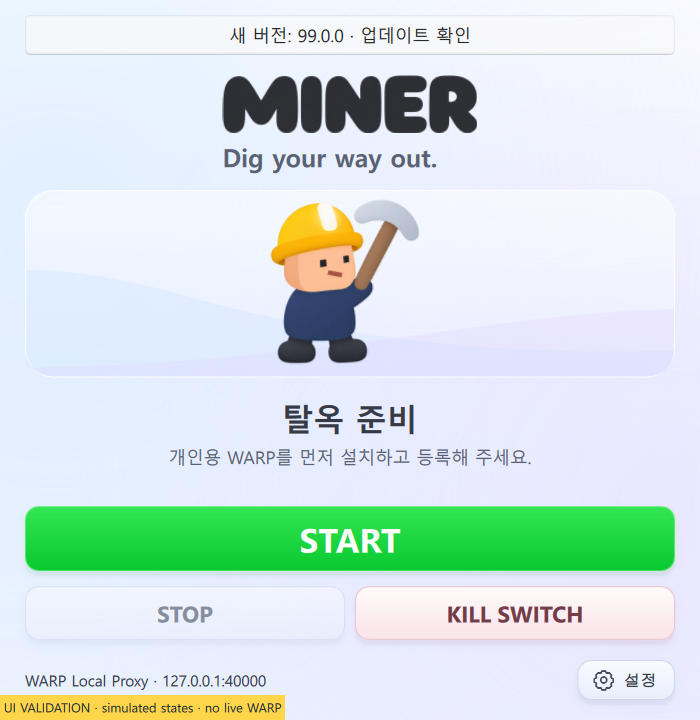 새 버전: 99.0.0 · 업데이트 확인
MINER
Dig your way out.
탈옥 준비
개인용 WARP를 먼저 설치하고 등록해 주세요.
START
STOP
KILL SWITCH
WARP Local Proxy · 127.0.0.1:40000
설정
UI VALIDATION · simulated states · no live WARP